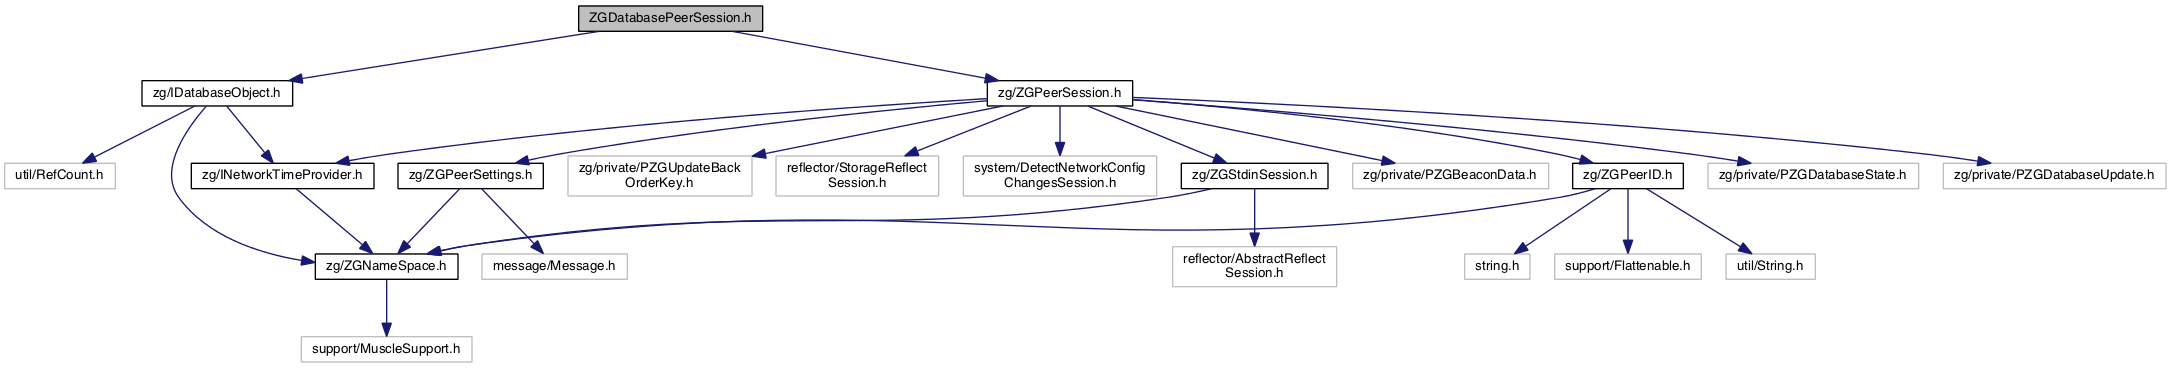 ZGDatabasePeerSession.h
zg/IDatabaseObject.h
zg/ZGPeerSession.h
util/RefCount.h
zg/INetworkTimeProvider.h
zg/ZGPeerSettings.h
zg/private/PZGUpdateBack
OrderKey.h
reflector/StorageReflect
Session.h
system/DetectNetworkConfig
ChangesSession.h
zg/ZGStdinSession.h
zg/private/PZGBeaconData.h
zg/ZGPeerID.h
zg/private/PZGDatabaseState.h
zg/private/PZGDatabaseUpdate.h
zg/ZGNameSpace.h
message/Message.h
reflector/AbstractReflect
Session.h
string.h
support/Flattenable.h
util/String.h
support/MuscleSupport.h